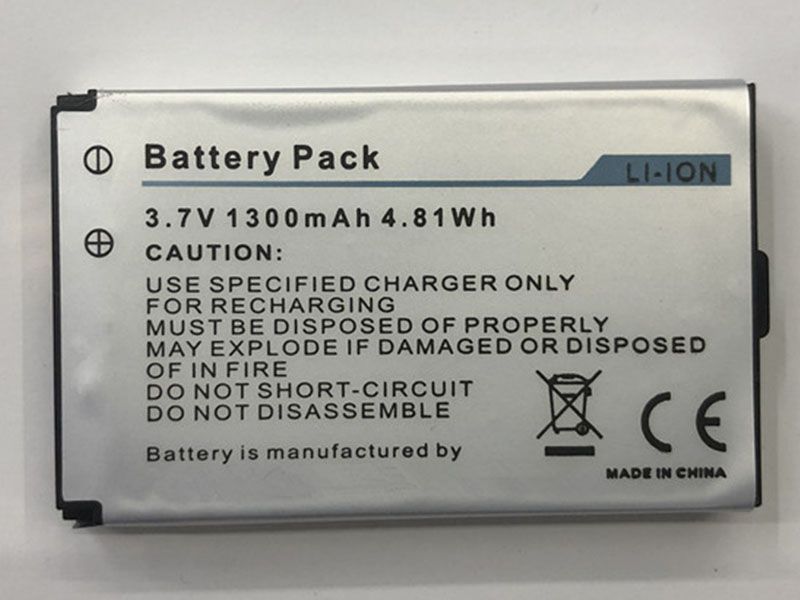 Battery Pack
LI-ION
3.7V 1300mAh 4.81Wh
CAUTION:
USE SPECIFIED CHARGER ONLY
FOR RECHARGING
MUST BE DISPOSED OF PROPERLY
MAY EXPLODE IF DAMAGED OR DISPOSED
OF IN FIRE
DO NOT SHORT-CIRCUIT
DO NOT DISASSEMBLE
Battery is manufactured by
CE
MADE IN CHINA